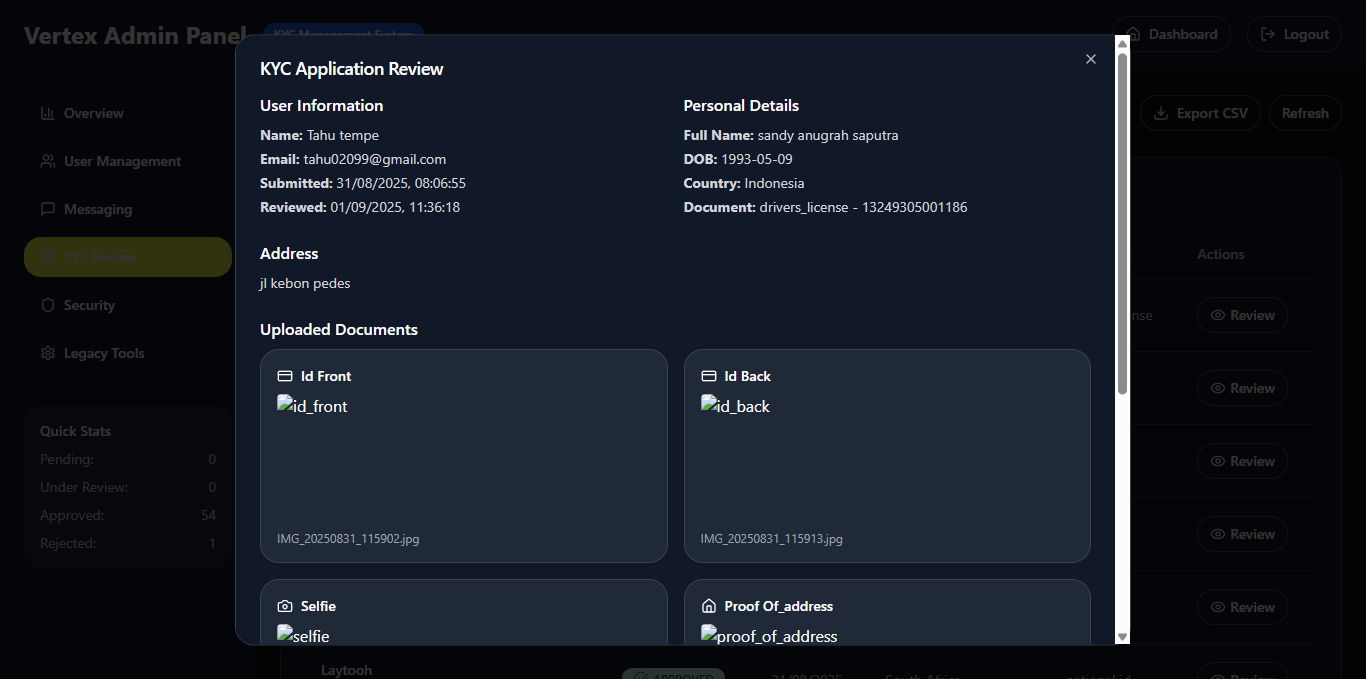 Vertex Admin Panel
KYC Management System
Dashboard
Logout
Overview
User Management
Messaging
KYC Review
Security
Legacy Tools
Quick Stats
Pending: 0
Under Review: 0
Approved: 54
Rejected: 1
Export CSV
Refresh
KYC Application Review
User Information
Name: Tahu tempe
Email: tahu02099@gmail.com
Submitted: 31/08/2025, 08:06:55
Reviewed: 01/09/2025, 11:36:18
Personal Details
Full Name: sandy anugrah saputra
DOB: 1993-05-09
Country: Indonesia
Document: drivers_license - 13249305001186
Address
jl kebon pedes
Uploaded Documents
Id Front
id_front
IMG_20250831_115902.jpg
Id Back
id_back
IMG_20250831_115913.jpg
Selfie
selfie
Proof Of_address
proof_of_address
Actions
nse
Review
Review
Review
Review
Review
Laytooh
APPROVED
31/08/2025
South Africa
national_id
Review